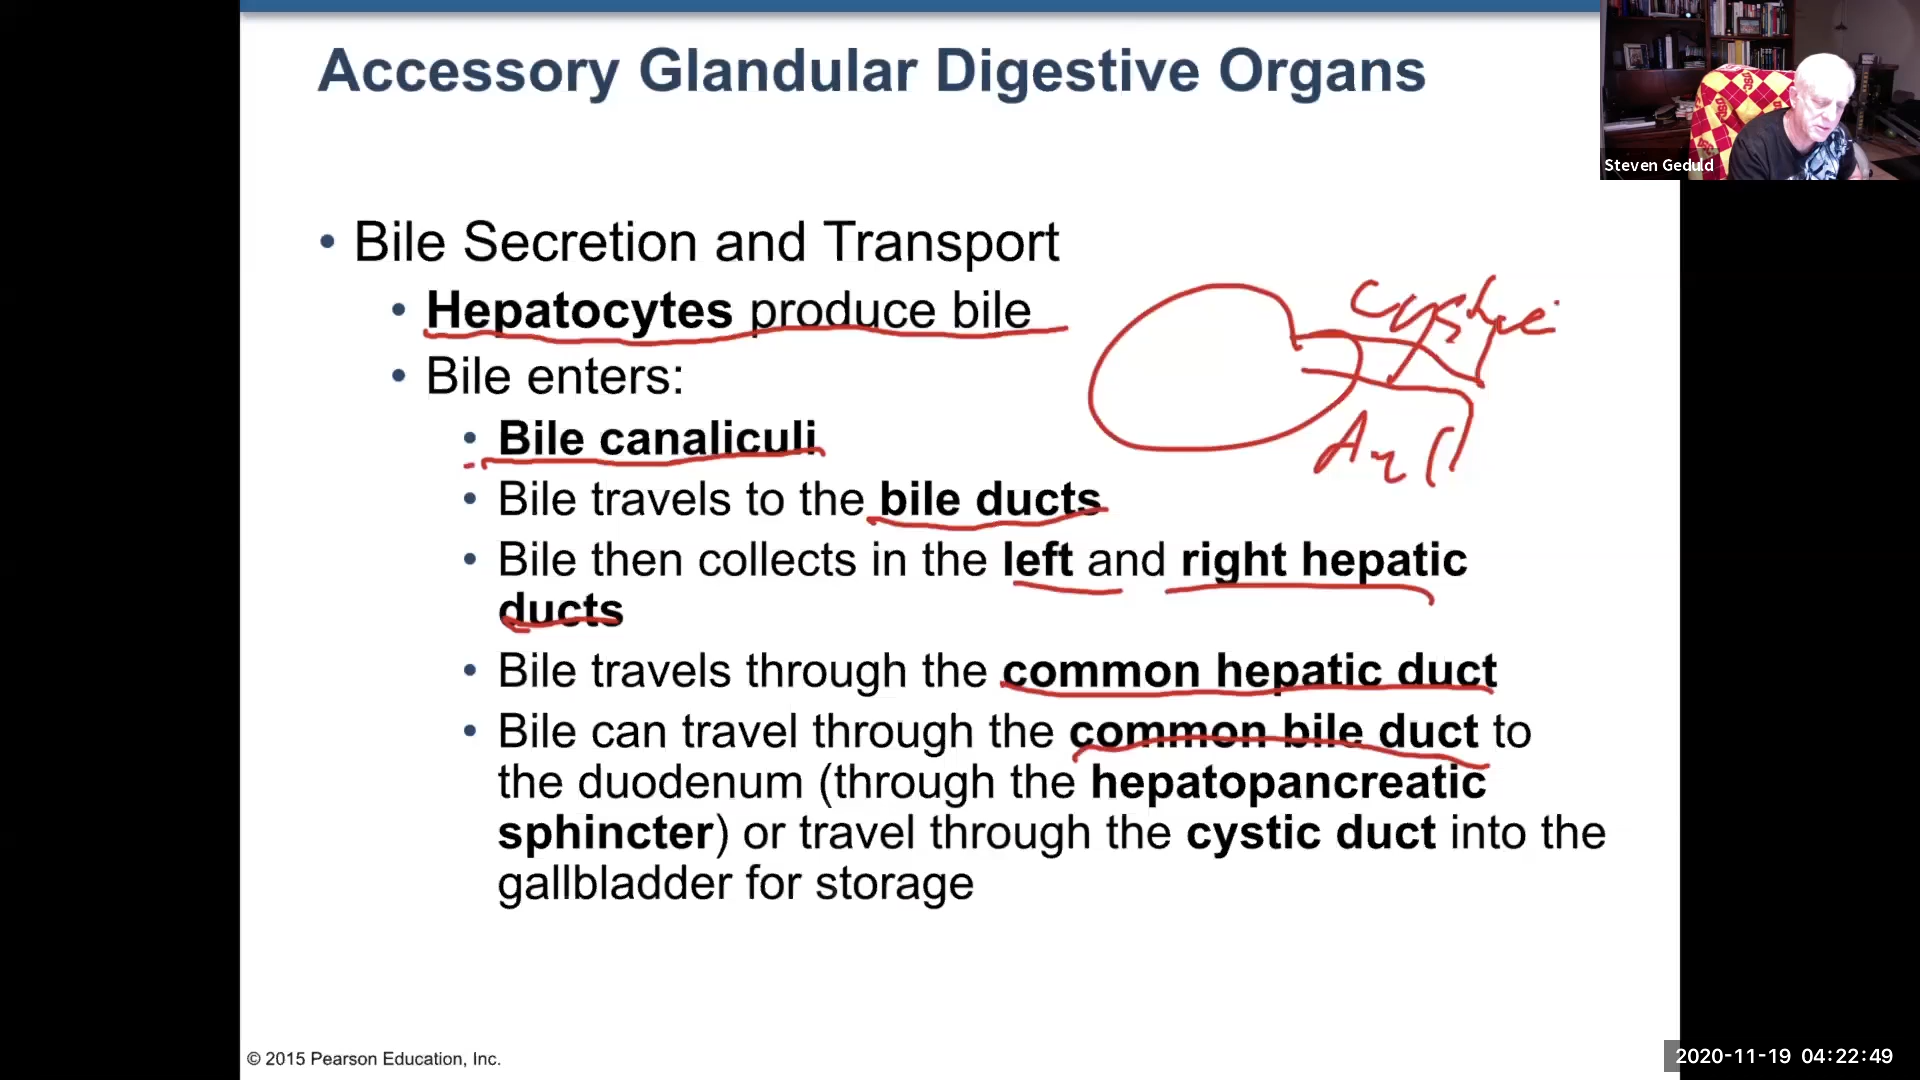 Accessory Glandular Digestive Organs
Steven Geduld
• Bile Secretion and Transport
• Hepatocytes produce bile
• Bile enters:
• Bile canaliculi
• Bile travels to the bile ducts
• Bile then collects in the left and right hepatic
ducts
• Bile travels through the common hepatic duct
• Bile can travel through the common bile duct to
the duodenum (through the hepatopancreatic
sphincter) or travel through the cystic duct into the
gallbladder for storage
© 2015 Pearson Education, Inc.
2020-11-19 04:22:49